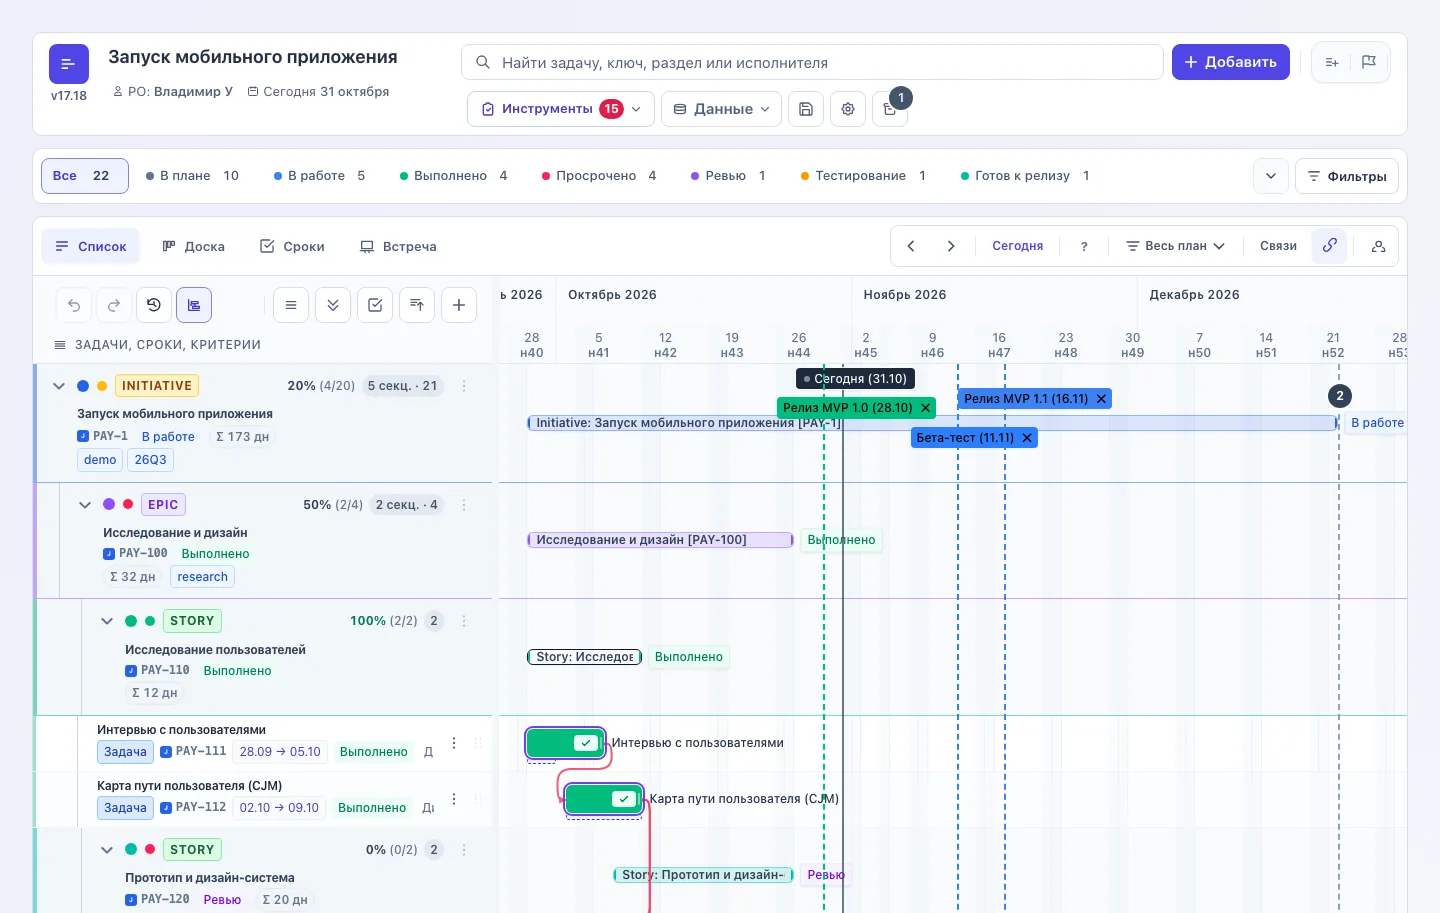 Запуск мобильного приложения
v17.18
PO: Владимир У
Сегодня 31 октября
Найти задачу, ключ, раздел или исполнителя
Добавить
Инструменты 15
Данные
1
Все 22
В плане 10
В работе 5
Выполнено 4
Просрочено 4
Ревью 1
Тестирование 1
Готов к релизу 1
Фильтры
Список
Доска
Сроки
Встреча
Сегодня
?
Весь план
Связи
ЗАДАЧИ, СРОКИ, КРИТЕРИИ
ь 2026
Октябрь 2026
Ноябрь 2026
Декабрь 2026
28 5 12 19 26 2 9 16 23 30 7 14 21 28
н40 н41 н42 н43 н44 н45 н46 н47 н48 н49 н50 н51 н52 н53
INITIATIVE
20% (4/20) 5 секц. · 21
Запуск мобильного приложения
PAY-1 В работе Σ 173 дн
demo 26Q3
Сегодня (31.10)
Релиз MVP 1.0 (28.10) ✕
Релиз MVP 1.1 (16.11) ✕
Бета-тест (11.11) ✕
2
Initiative: Запуск мобильного приложения [PAY-1]
В работе
EPIC
50% (2/4) 2 секц. · 4
Исследование и дизайн
PAY-100 Выполнено
Σ 32 дн research
Исследование и дизайн [PAY-100]
Выполнено
STORY
100% (2/2) 2
Исследование пользователей
PAY-110 Выполнено
Σ 12 дн
Story: Исследов
Выполнено
Интервью с пользователями
Задача PAY-111 28.09 → 05.10 Выполнено Д
Интервью с пользователями
Карта пути пользователя (CJM)
Задача PAY-112 02.10 → 09.10 Выполнено Ди
Карта пути пользователя (CJM)
STORY
0% (0/2) 2
Прототип и дизайн-система
PAY-120 Ревью Σ 20 дн
Story: Прототип и дизайн-
Ревью